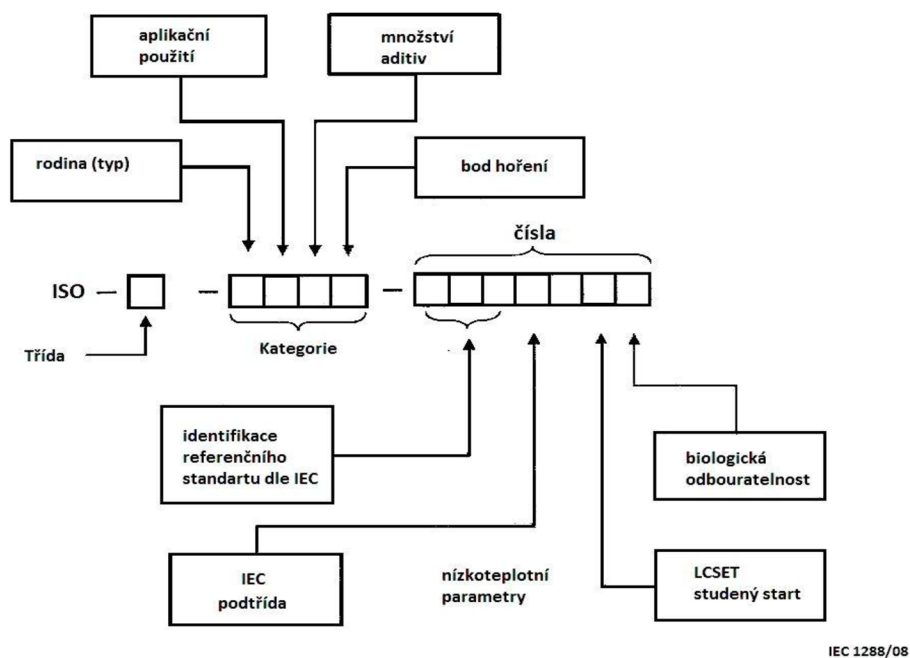 aplikační
použití
množství
aditiv
rodina (typ)
bod hoření
čísla
ISO
Kategorie
Třída
identifikace
referenčního
standartu dle IEC
biologická
odbouratelnost
IEC
podtřída
nízkoteplotní
parametry
LCSET
studený start
IEC 1288/08